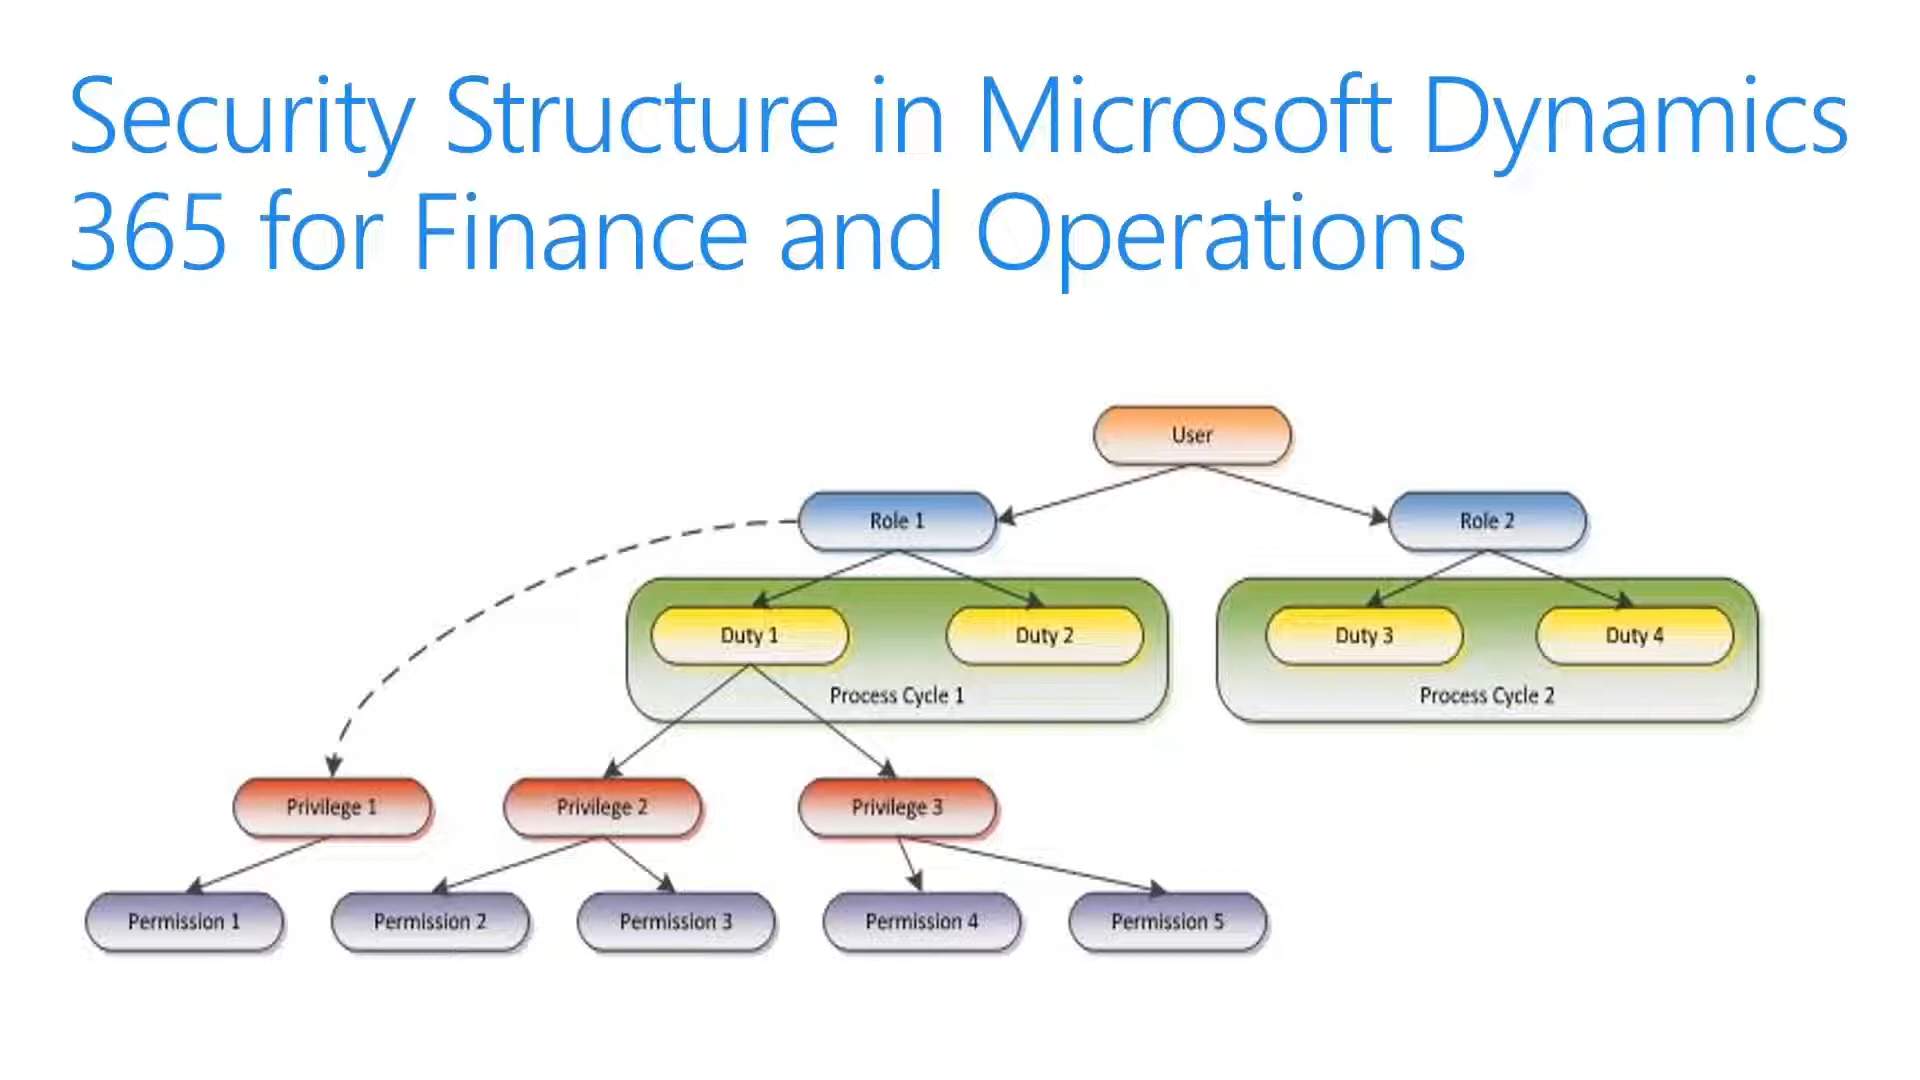 Security Structure in Microsoft Dynamics
365 for Finance and Operations
User
Role 1
Role 2
Duty 1
Duty 2
Duty 3
Duty 4
Process Cycle 1
Process Cycle 2
Privilege 1
Privilege 2
Privilege 3
Permission 1
Permission 2
Permission 3
Permission 4
Permission 5